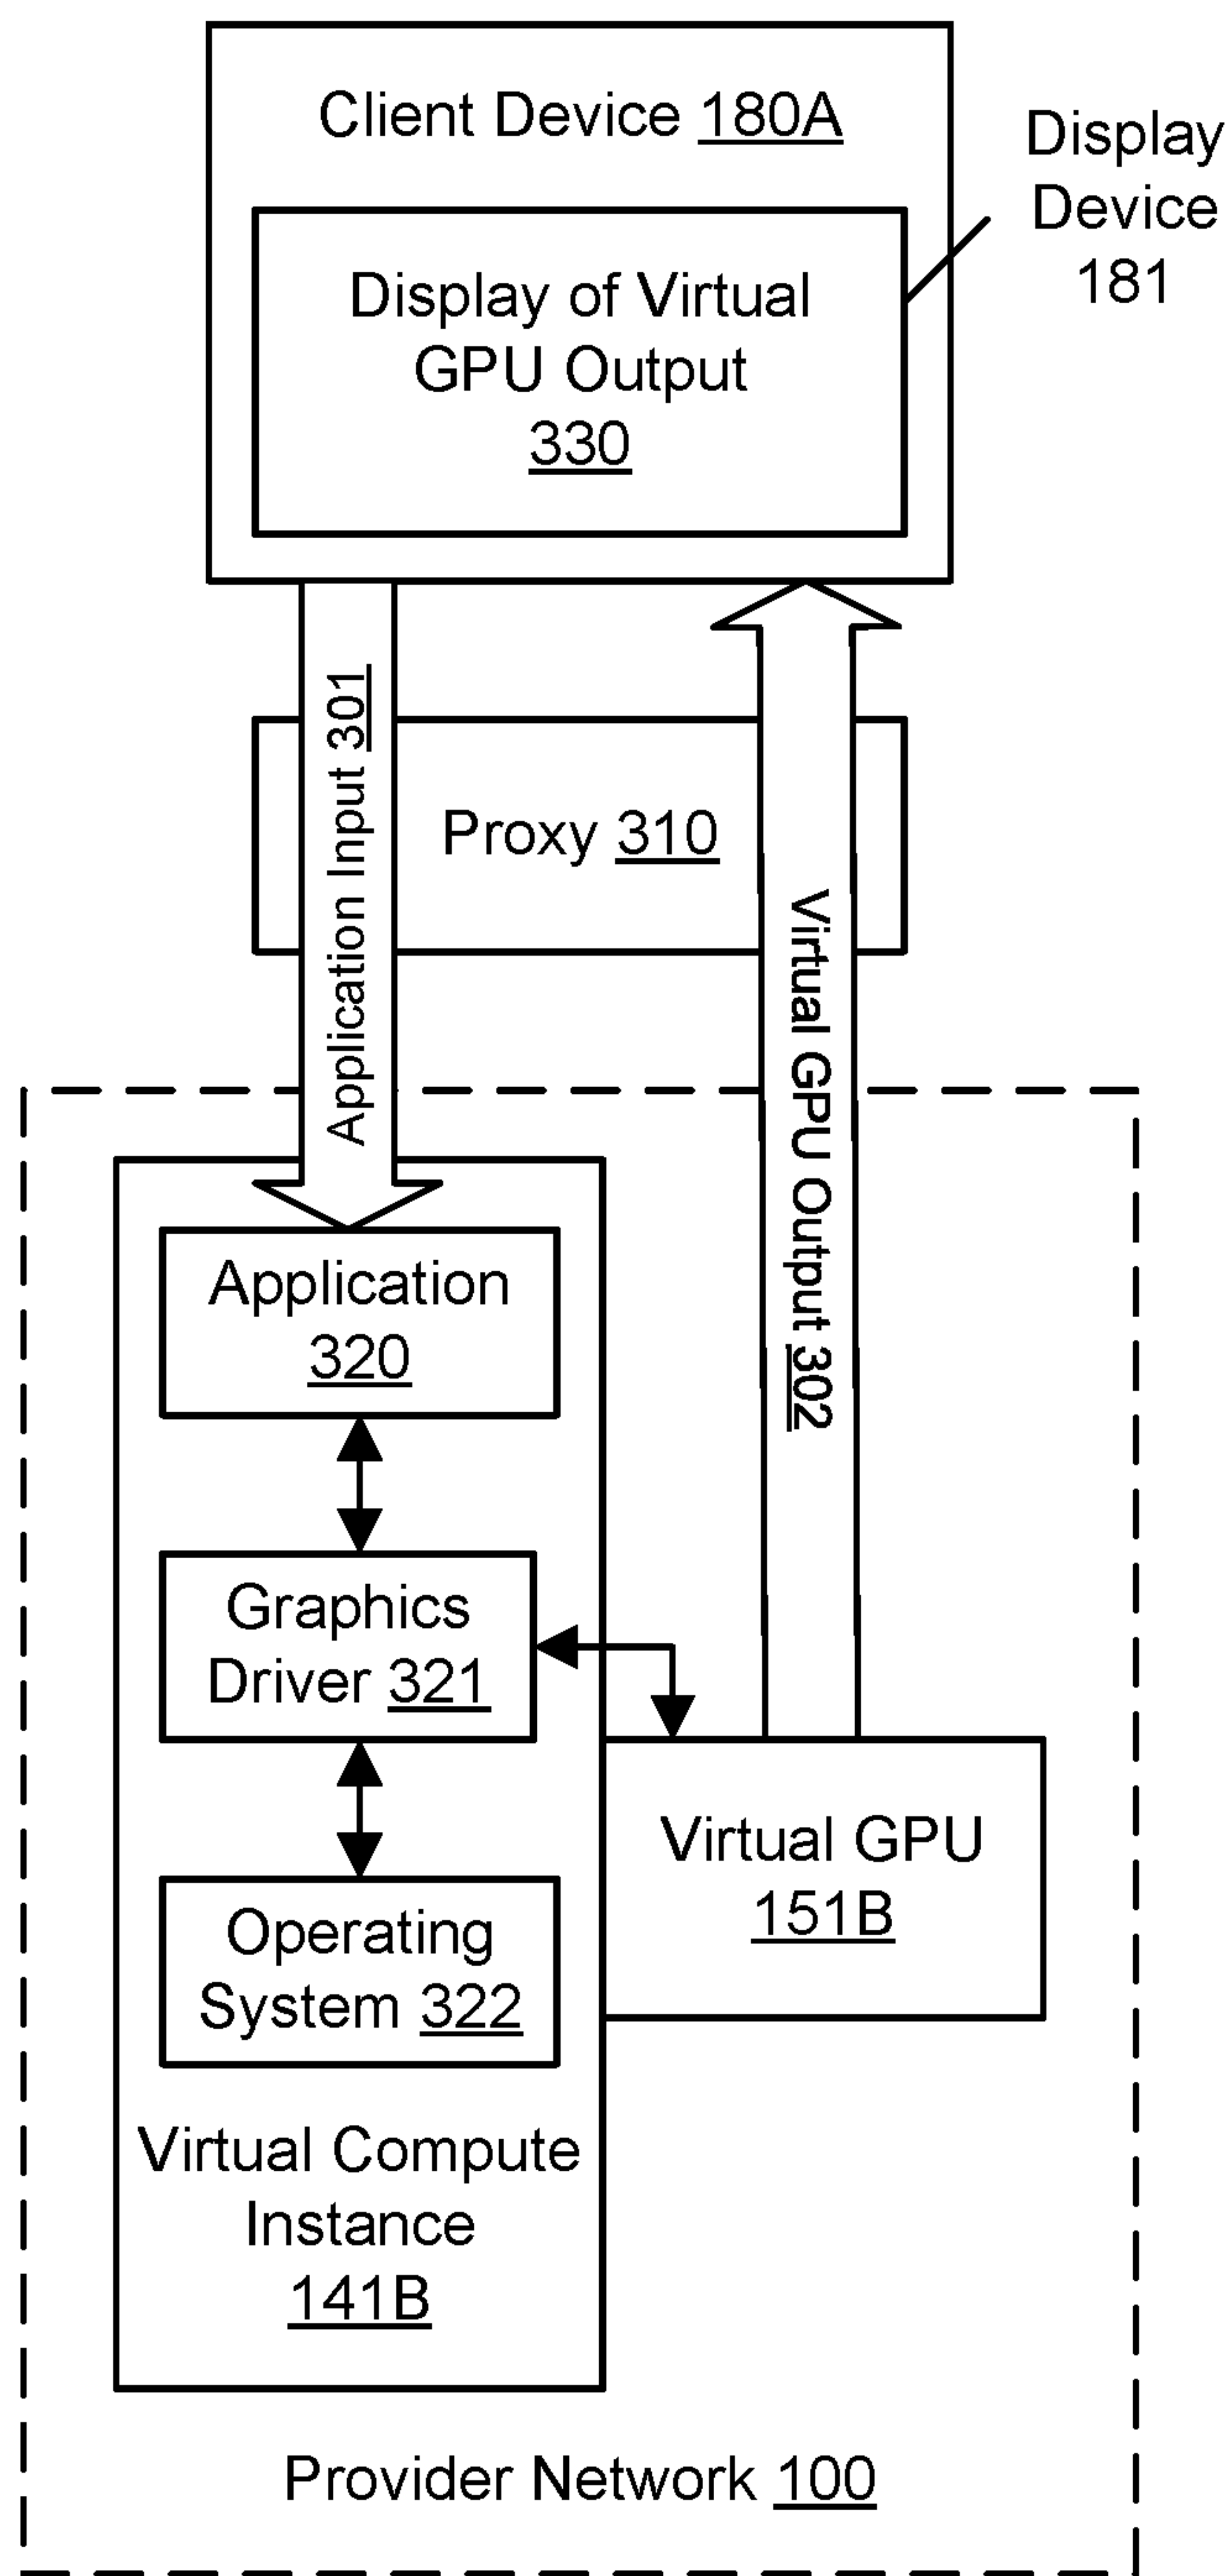 Client Device 180A
Display
Device
181
Display of Virtual
GPU Output
330
Application Input 301
Proxy 310
Virtual GPU Output 302
Application
320
Graphics
Driver 321
Virtual GPU
151B
Operating
System 322
Virtual Compute
Instance
141B
Provider Network 100